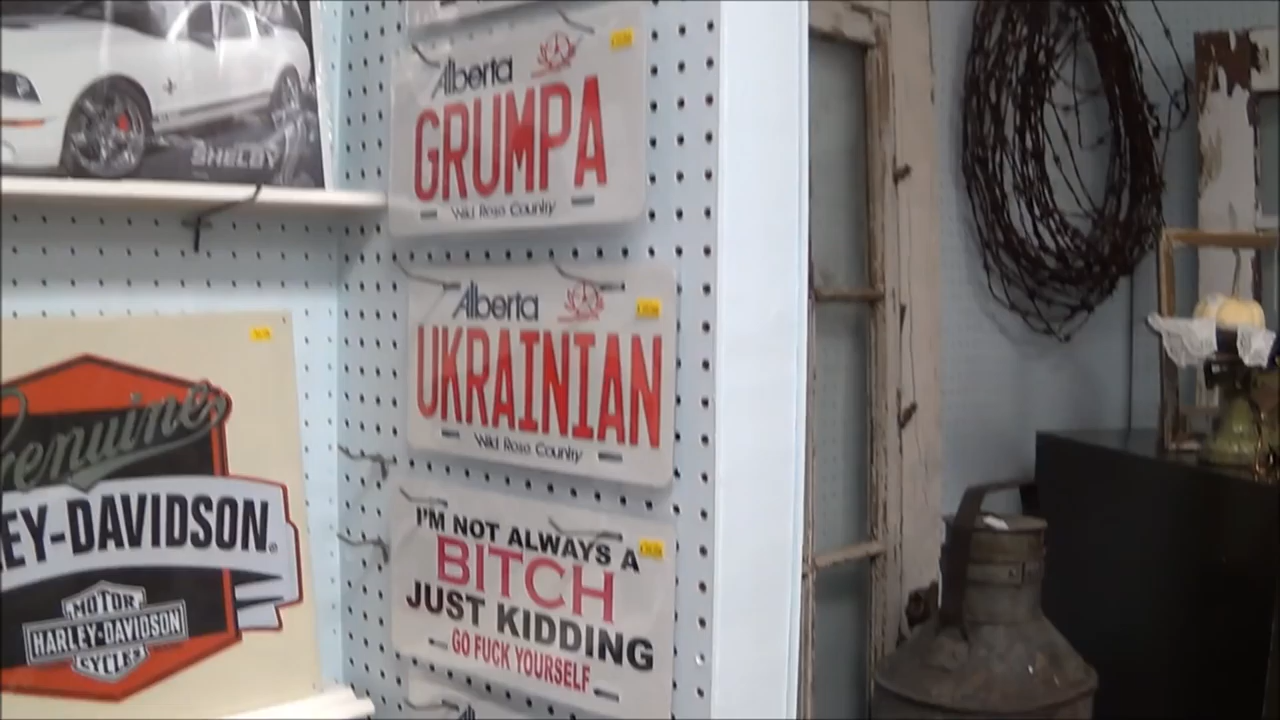 SHELBY
Alberta
GRUMPA
Wild Rose Country
Alberta
UKRAINIAN
Wild Rose Country
I'M NOT ALWAYS A
BITCH
JUST KIDDING
GO FUCK YOURSELF
Genuine
EY-DAVIDSON
MOTOR
HARLEY-DAVIDSON
CYCLES